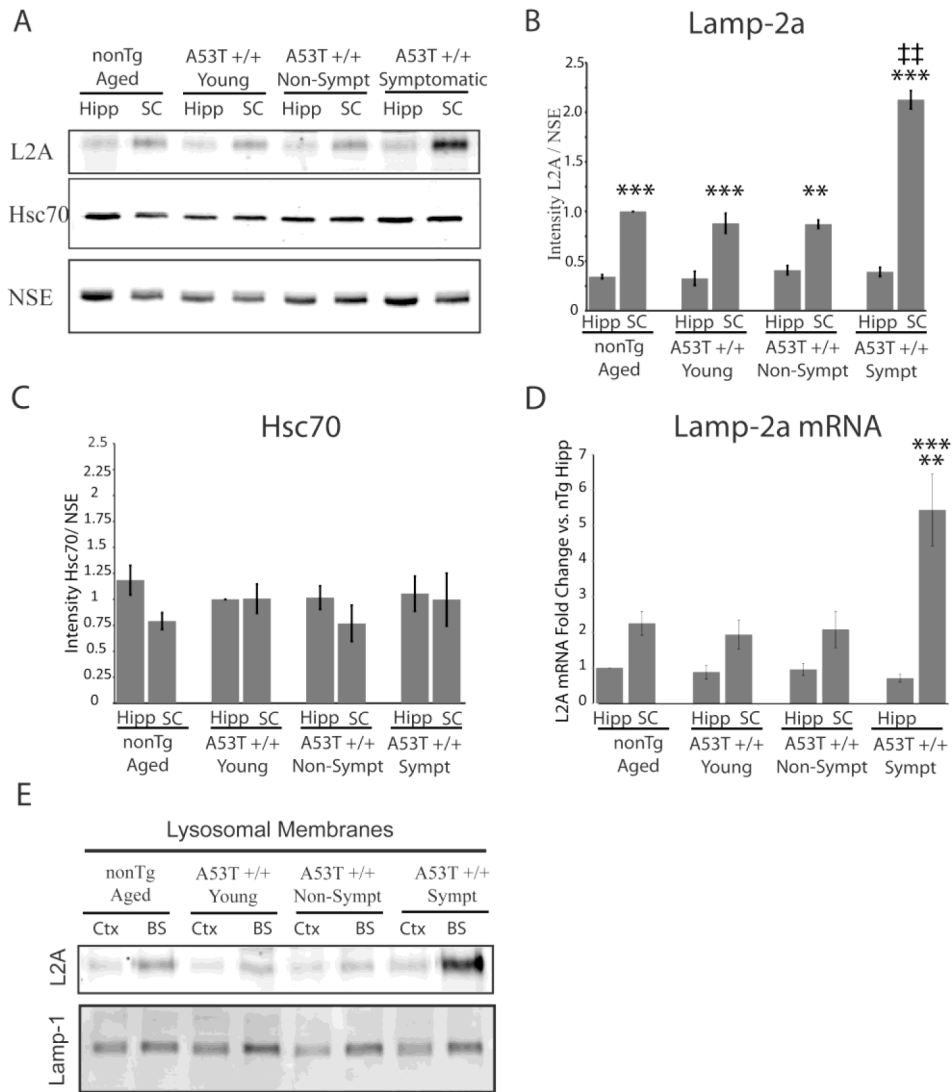 A
nonTg A53T +/+ A53T +/+ A53T +/+
Aged Young Non-Sympt Symptomatic
Hipp SC Hipp SC Hipp SC Hipp SC
L2A
Hsc70
NSE
B
Lamp-2a
Intensity L2A / NSE
2.5
2.0
1.5
1.0
0.5
0
*** *** ** ‡‡ ***
Hipp SC Hipp SC Hipp SC Hipp SC
nonTg A53T +/+ A53T +/+ A53T +/+
Aged Young Non-Sympt Sympt
C
Hsc70
Intensity Hsc70/ NSE
2.5
2.25
2
1.75
1.5
1.25
1
0.75
0.5
0.25
0
Hipp SC Hipp SC Hipp SC Hipp SC
nonTg A53T +/+ A53T +/+ A53T +/+
Aged Young Non-Sympt Sympt
D
Lamp-2a mRNA
L2A mRNA Fold Change vs. nTg Hipp
7
6
5
4
3
2
1
0
***
**
Hipp SC Hipp SC Hipp SC Hipp
nonTg A53T +/+ A53T +/+ A53T +/+
Aged Young Non-Sympt Sympt
E
Lysosomal Membranes
nonTg A53T +/+ A53T +/+ A53T +/+
Aged Young Non-Sympt Sympt
Ctx BS Ctx BS Ctx BS Ctx BS
L2A
Lamp-1